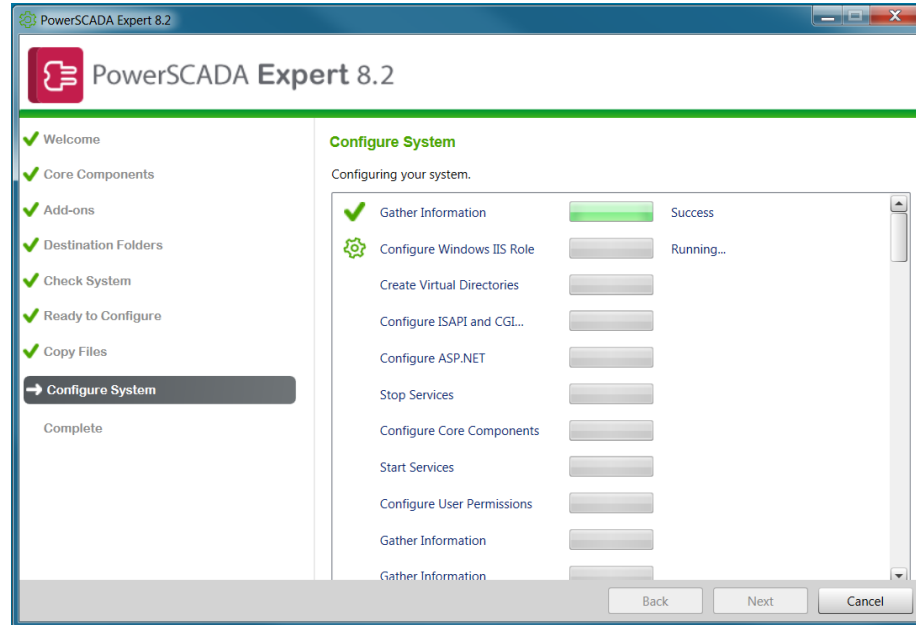 PowerSCADA Expert 8.2
PowerSCADA Expert 8.2
Welcome
Core Components
Add-ons
Destination Folders
Check System
Ready to Configure
Copy Files
Configure System
Complete
Configure System
Configuring your system.
Gather Information Success
Configure Windows IIS Role Running...
Create Virtual Directories
Configure ISAPI and CGI...
Configure ASP.NET
Stop Services
Configure Core Components
Start Services
Configure User Permissions
Gather Information
Gather Information
Back Next Cancel